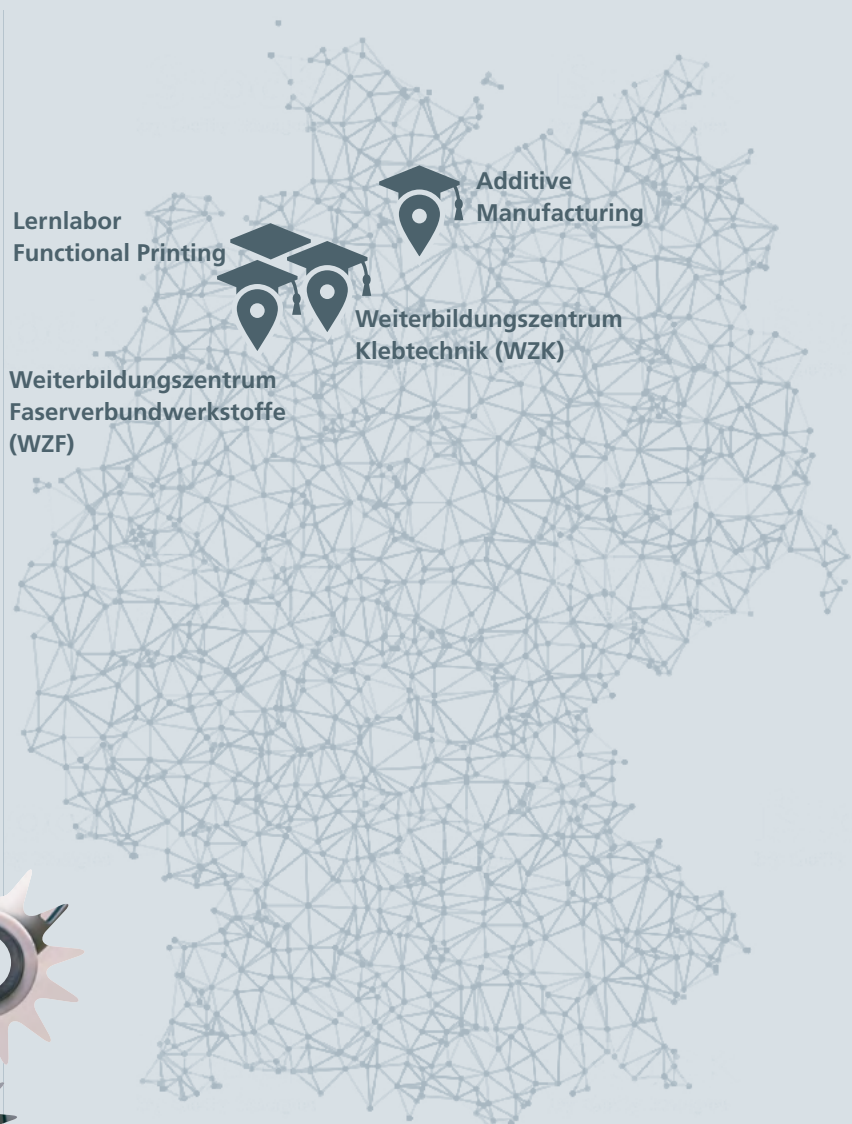 Additive
Manufacturing
Lernlabor
Functional Printing
Weiterbildungszentrum
Klebtechnik (WZK)
Weiterbildungszentrum
Faserverbundwerkstoffe
(WZF)